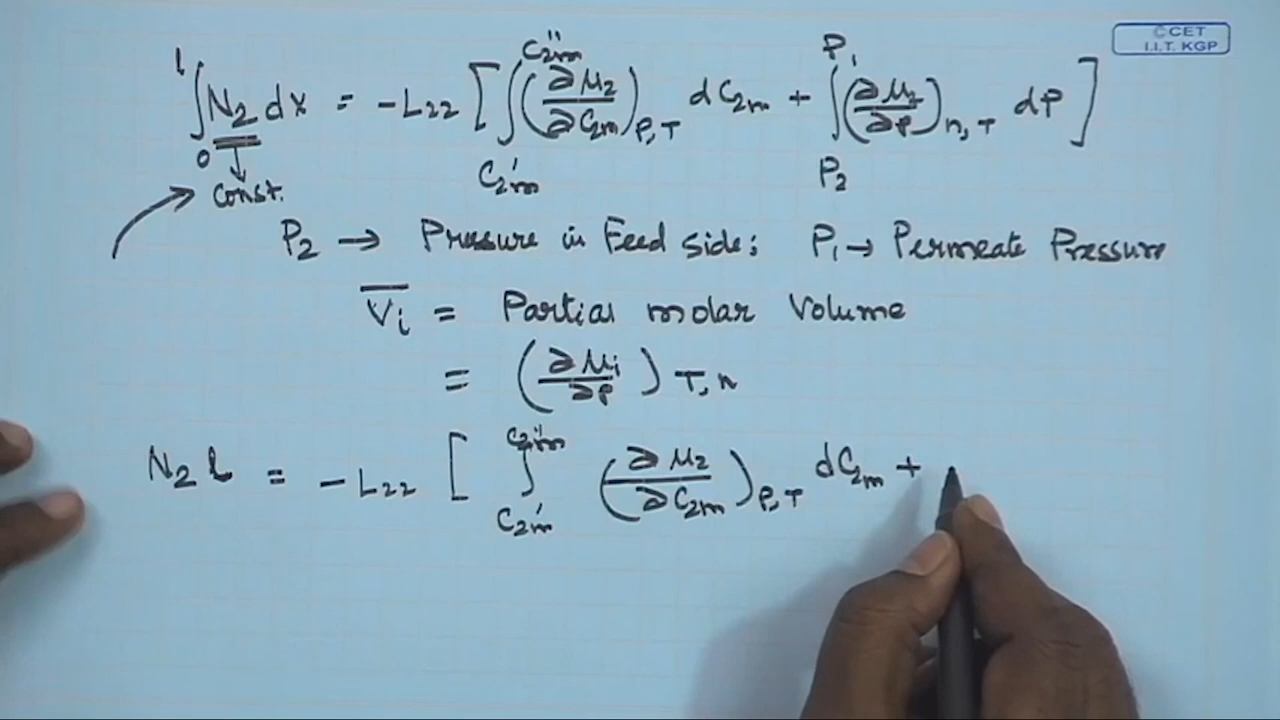 ©CET
I.I.T. KGP
∫₀ˡ N₂ dx = -L₂₂ [ ∫_{C₂m'}^{C₂m''} (∂μ₂/∂C₂m)_{P,T} dC₂m + ∫_{P₂}^{P₁} (∂μ₂/∂P)_{n,T} dP ]
Const.
P₂ → Pressure in Feed side; P₁ → Permeate Pressure
V̄ᵢ = Partial molar Volume
= (∂μᵢ/∂P)_{T,n}
N₂ l = -L₂₂ [ ∫_{C₂m'}^{C₂m''} (∂μ₂/∂C₂m)_{P,T} dC₂m +